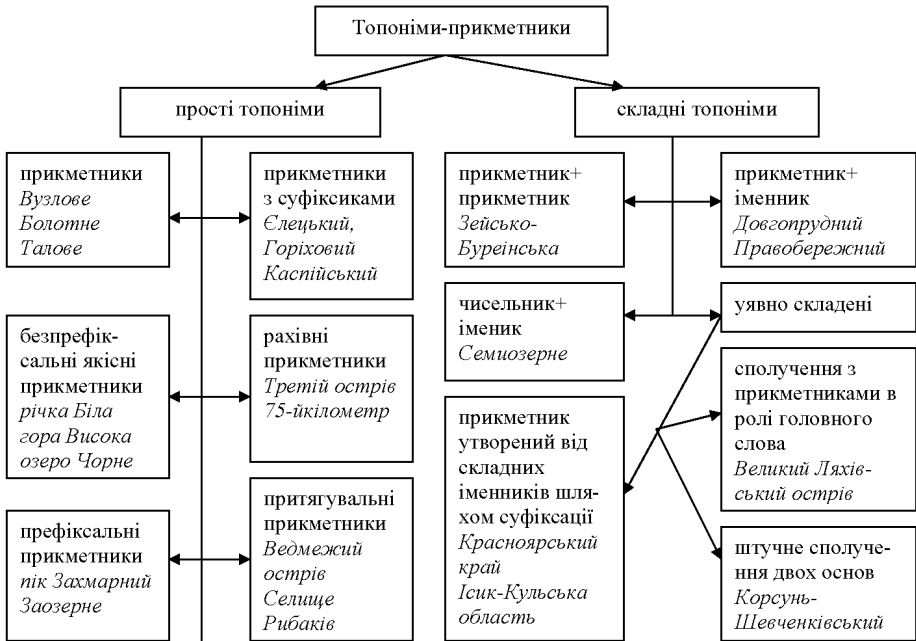 Топоніми-прикметники
прості топоніми
складні топоніми
прикметники
Вузлове
Болотне
Талове
прикметники
з суфіксиками
Єлецький,
Горіховий
Каспійський
прикметник+
прикметник
Зейсько-
Буреїнська
прикметник+
іменник
Довгопрудний
Правобережний
чисельник+
іменик
Семиозерне
уявно складені
безпрефік-
сальні якісні
прикметники
річка Біла
гора Висока
озеро Чорне
рахівні
прикметники
Третій острів
75-йкілометр
прикметник
утворений від
складних
іменників шля-
хом суфіксації
Красноярський
край
Ісик-Кульська
область
сполучення з
прикметниками в
ролі головного
слова
Великий Ляхів-
ський острів
префіксальні
прикметники
пік Захмарний
Заозерне
притягувальні
прикметники
Ведмежий
острів
Селище
Рибаків
штучне сполуче-
ння двох основ
Корсунь-
Шевченківський